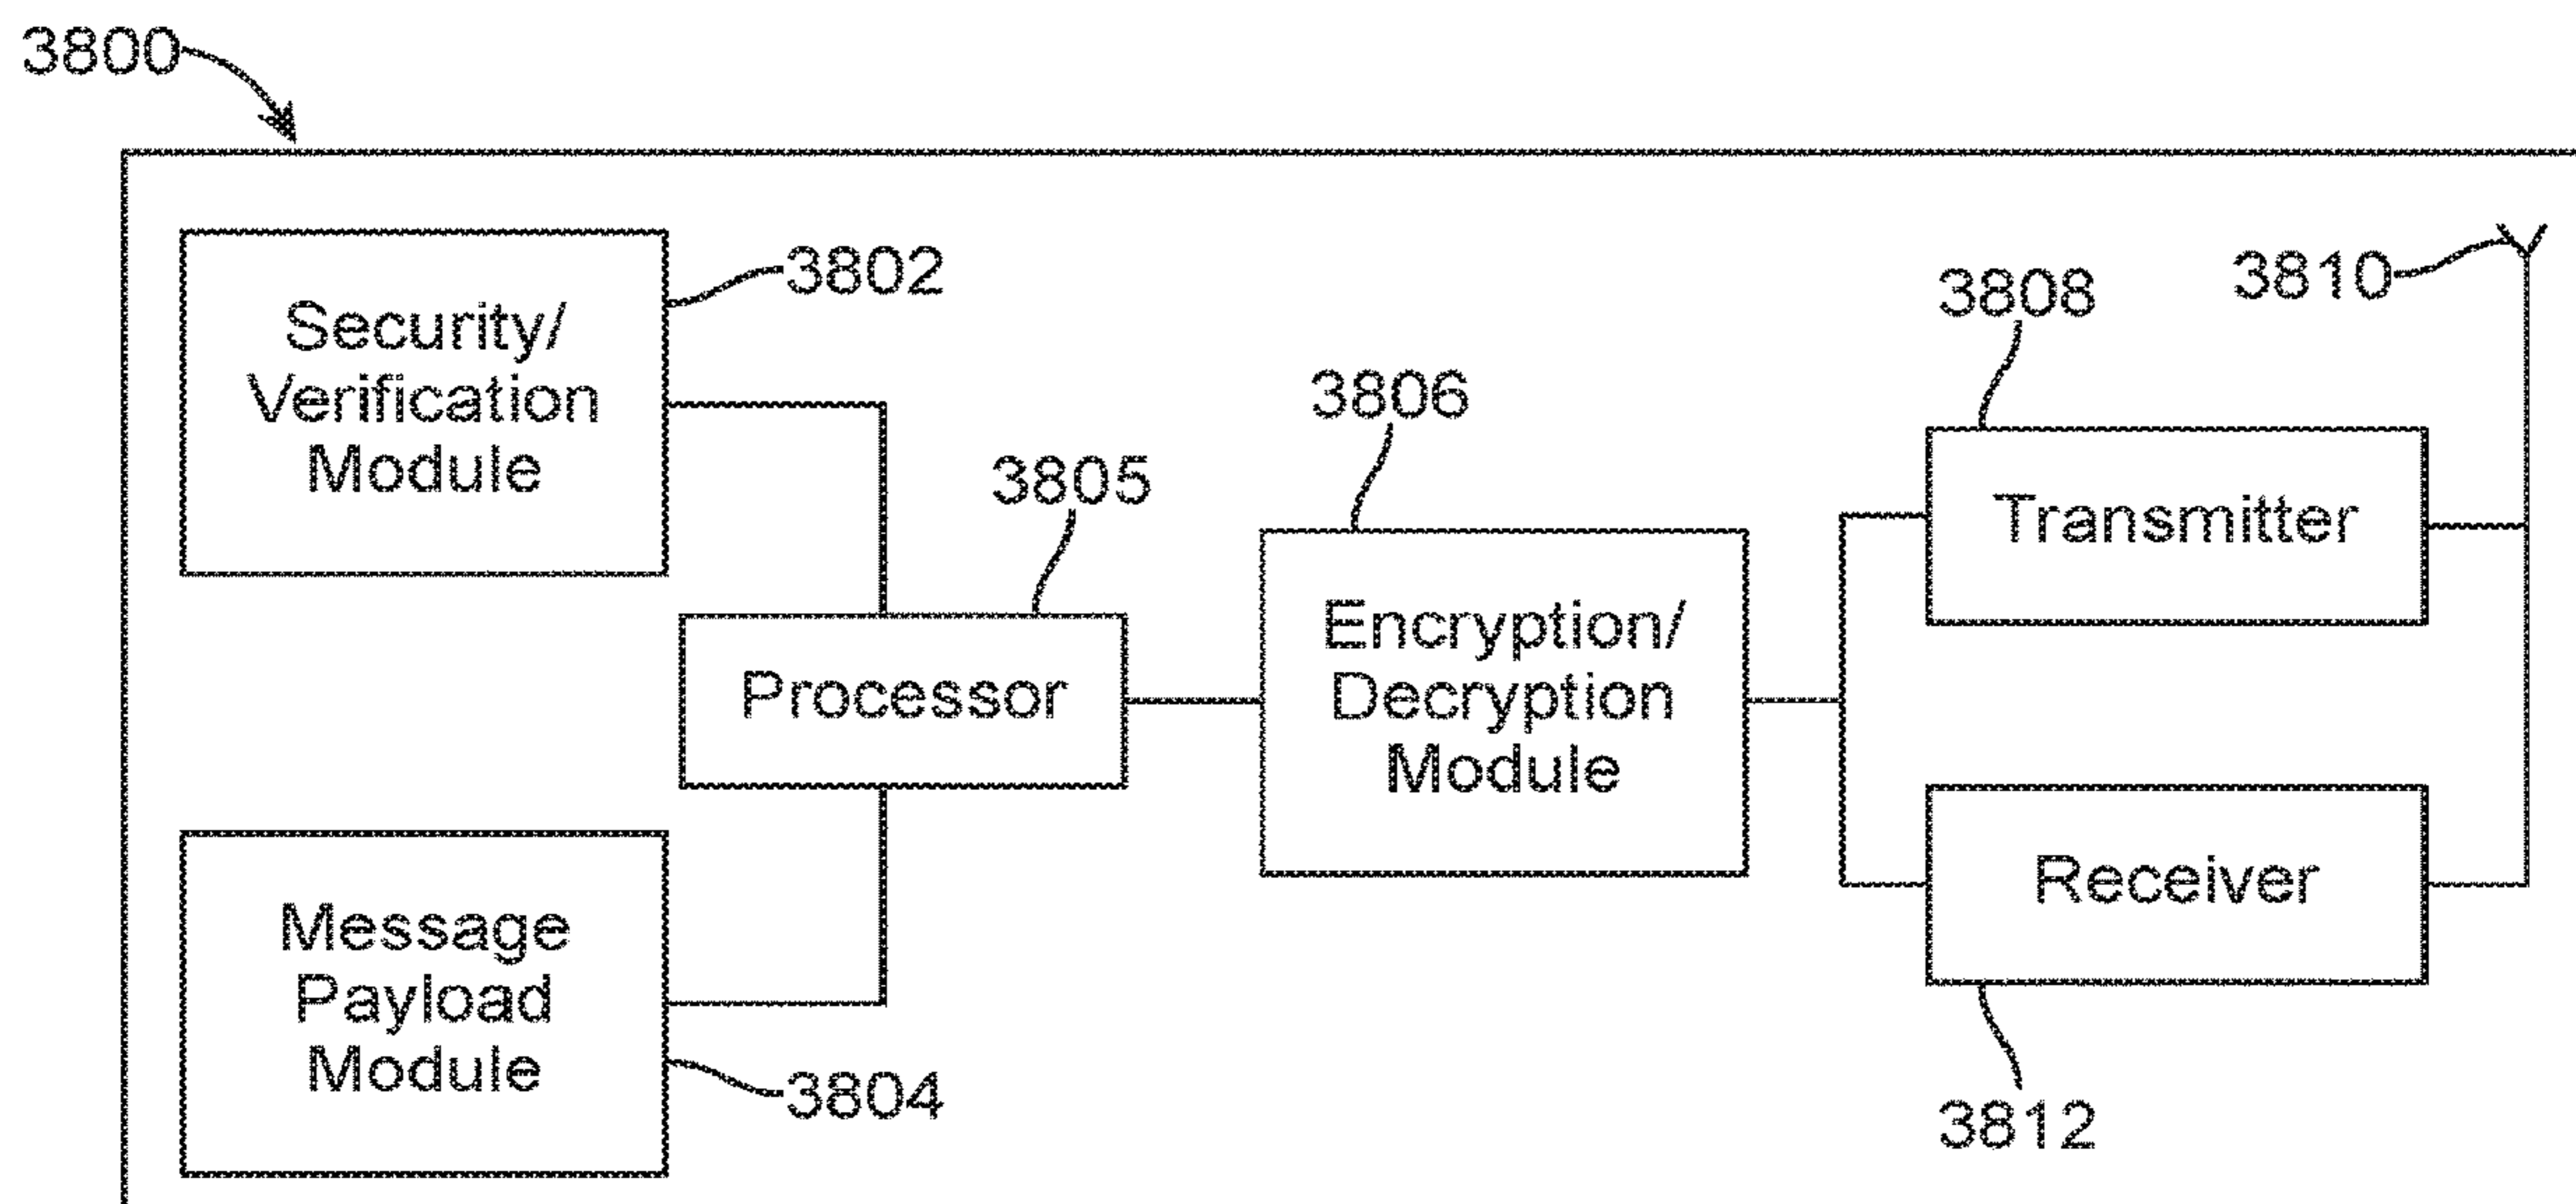 3800
Security/
Verification
Module
3802
3805
Processor
3806
Encryption/
Decryption
Module
3808
Transmitter
3810
Receiver
3812
Message
Payload
Module
3804